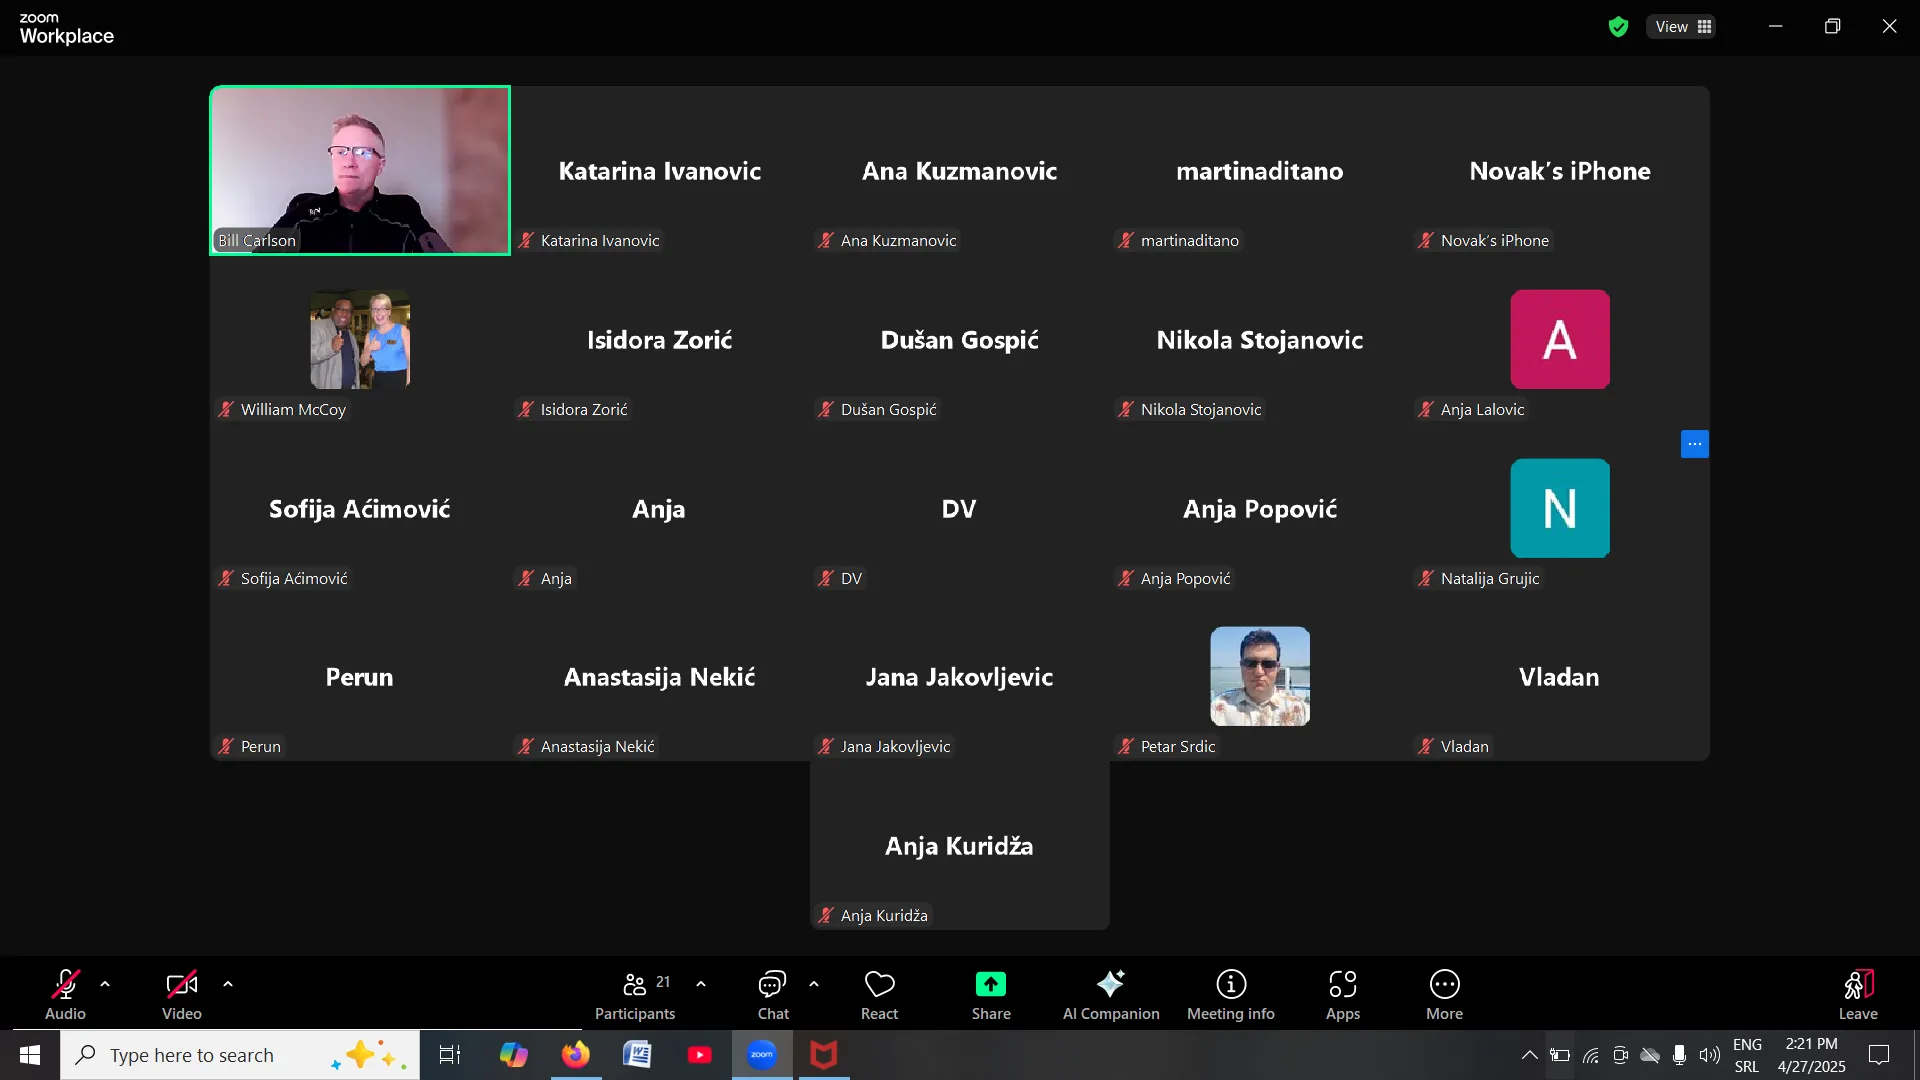 zoom
Workplace
View
Bill Carlson
Katarina Ivanovic
Katarina Ivanovic
Ana Kuzmanovic
Ana Kuzmanovic
martinaditano
martinaditano
Novak’s iPhone
Novak’s iPhone
William McCoy
Isidora Zorić
Isidora Zorić
Dušan Gospić
Dušan Gospić
Nikola Stojanovic
Nikola Stojanovic
A
Anja Lalovic
Sofija Aćimović
Sofija Aćimović
Anja
Anja
DV
DV
Anja Popović
Anja Popović
N
Natalija Grujic
Perun
Perun
Anastasija Nekić
Anastasija Nekić
Jana Jakovljevic
Jana Jakovljevic
Petar Srdic
Vladan
Vladan
Anja Kuridža
Anja Kuridža
Audio
Video
21
Participants
Chat
React
Share
AI Companion
Meeting info
Apps
More
Leave
Type here to search
zoom
ENG
SRL
2:21 PM
4/27/2025